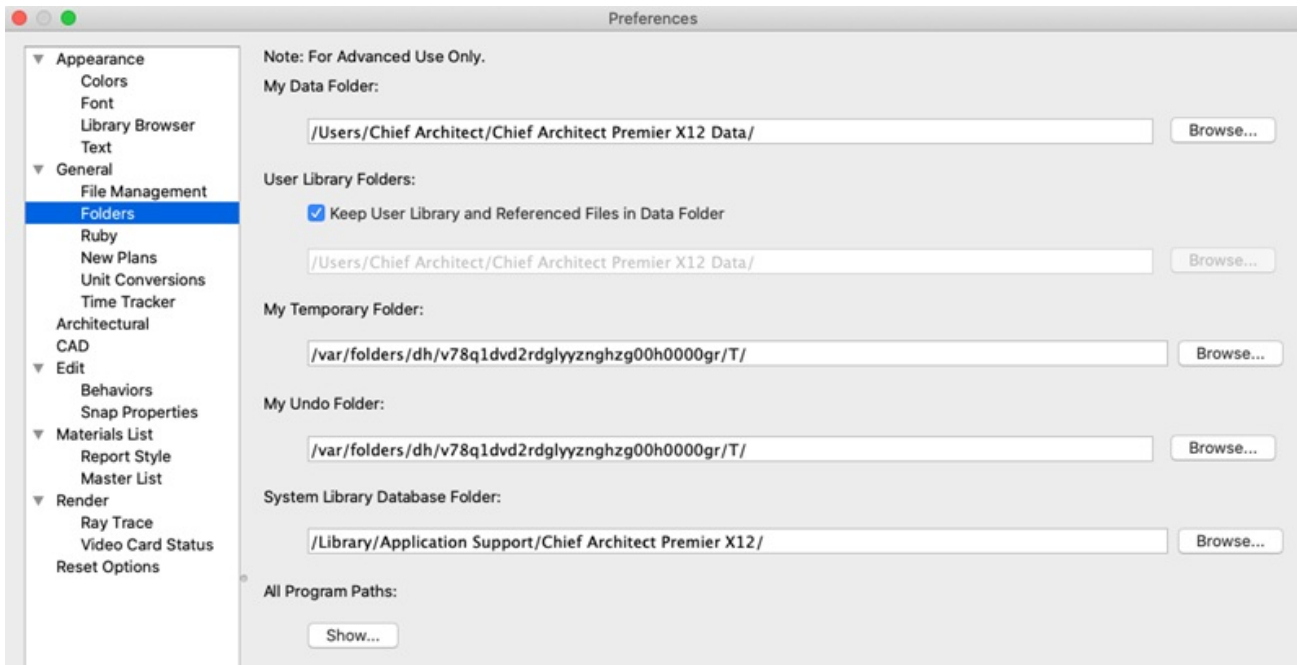 Preferences
Appearance
Colors
Font
Library Browser
Text
General
File Management
Folders
Ruby
New Plans
Unit Conversions
Time Tracker
Architectural
CAD
Edit
Behaviors
Snap Properties
Materials List
Report Style
Master List
Render
Ray Trace
Video Card Status
Reset Options
Note: For Advanced Use Only.
My Data Folder:
/Users/Chief Architect/Chief Architect Premier X12 Data/ Browse...
User Library Folders:
Keep User Library and Referenced Files in Data Folder
/Users/Chief Architect/Chief Architect Premier X12 Data/ Browse...
My Temporary Folder:
/var/folders/dh/v78q1dvd2rdglyyznghzg00h0000gr/T/ Browse...
My Undo Folder:
/var/folders/dh/v78q1dvd2rdglyyznghzg00h0000gr/T/ Browse...
System Library Database Folder:
/Library/Application Support/Chief Architect Premier X12/ Browse...
All Program Paths:
Show...